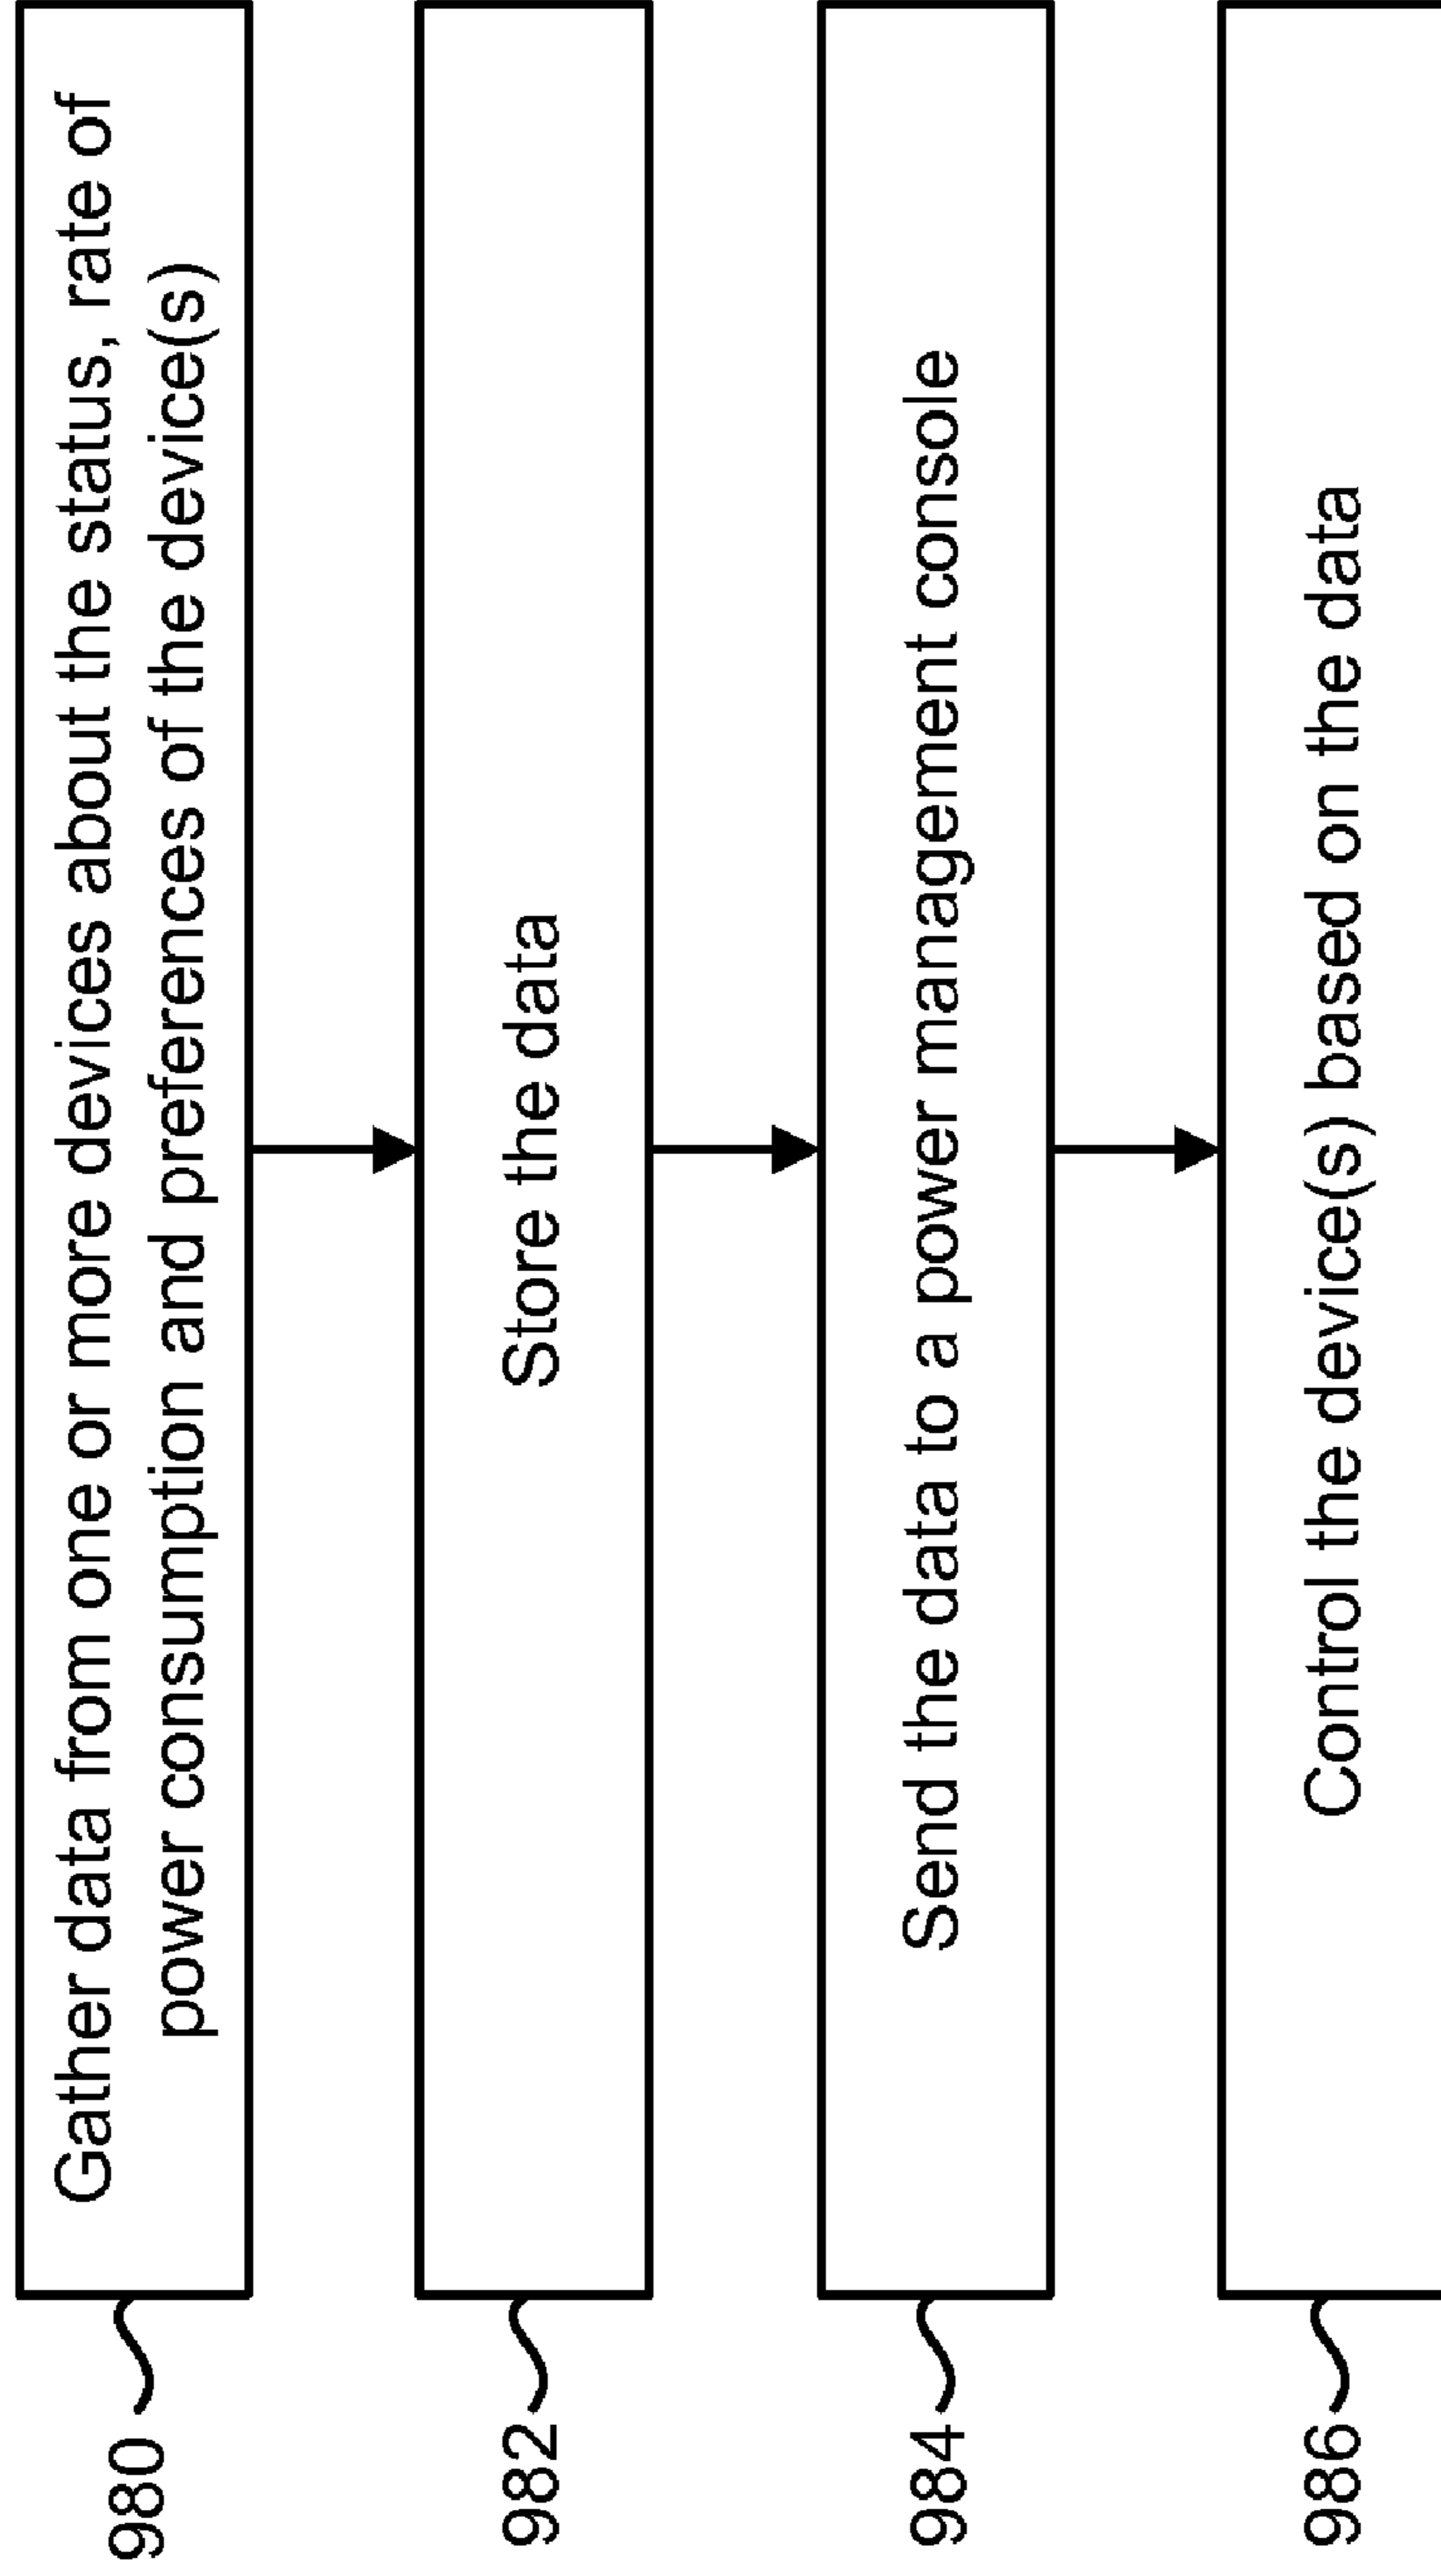 980
Gather data from one or more devices about the status, rate of
power consumption and preferences of the device(s)
982
Store the data
984
Send the data to a power management console
986
Control the device(s) based on the data